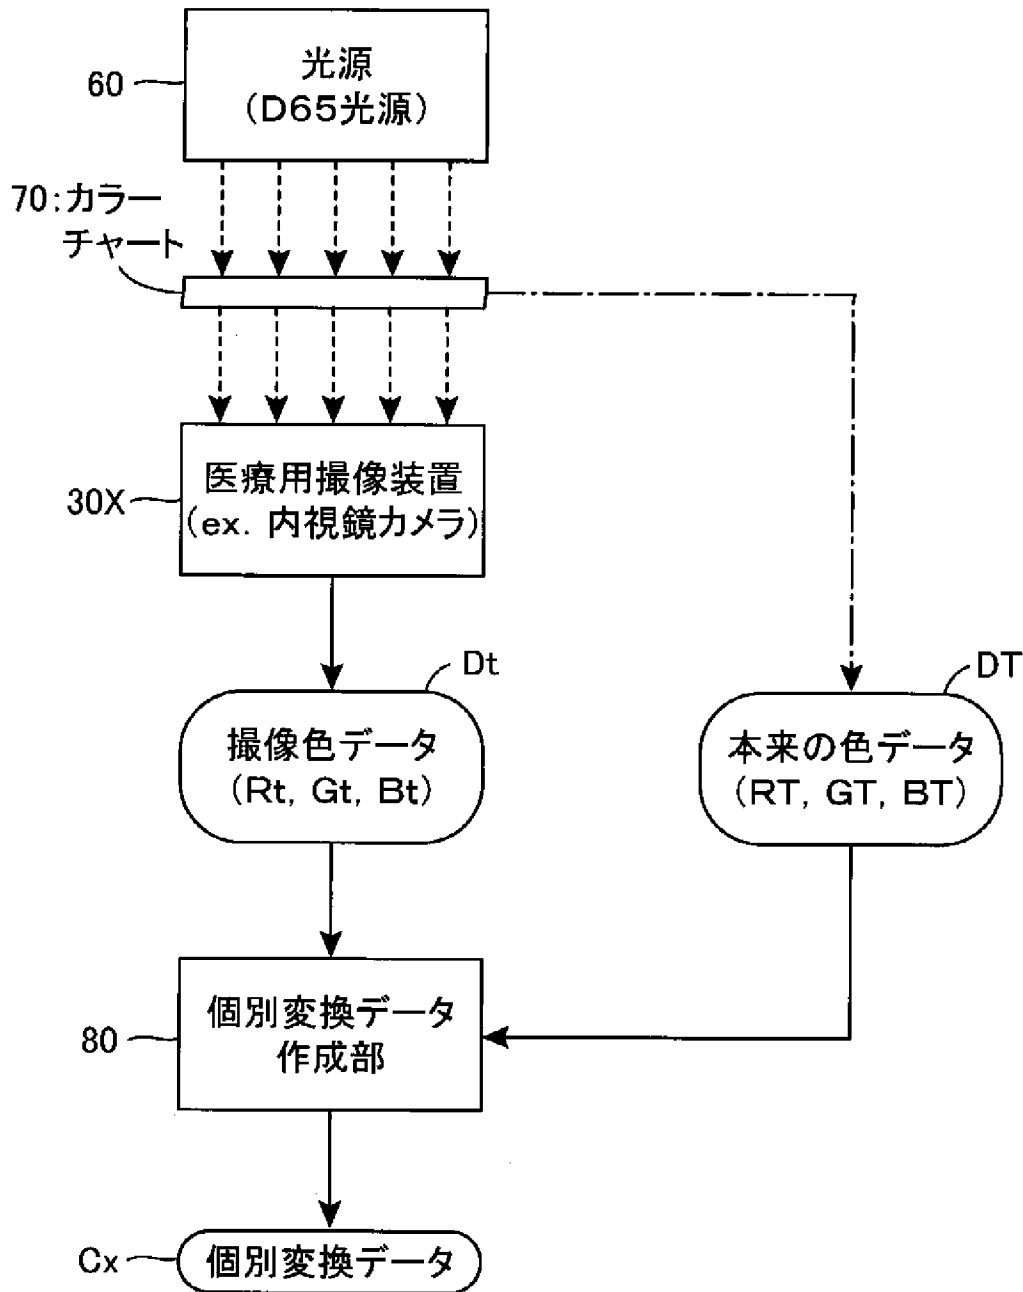 光源
60
(D65光源)
70:カラー
チャート
医療用撮像装置
30X
(ex. 内視鏡カメラ)
Dt
DT
撮像色データ
(Rt, Gt, Bt)
本来の色データ
(RT, GT, BT)
個別変換データ
80
作成部
Cx
個別変換データ